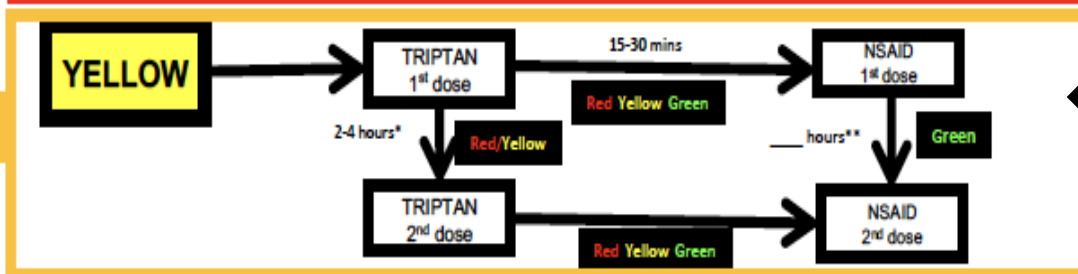 YELLOW
TRIPTAN
1st dose
15-30 mins
Red Yellow Green
NSAID
1st dose
2-4 hours*
Red/Yellow
____ hours**
Green
TRIPTAN
2nd dose
Red Yellow Green
NSAID
2nd dose